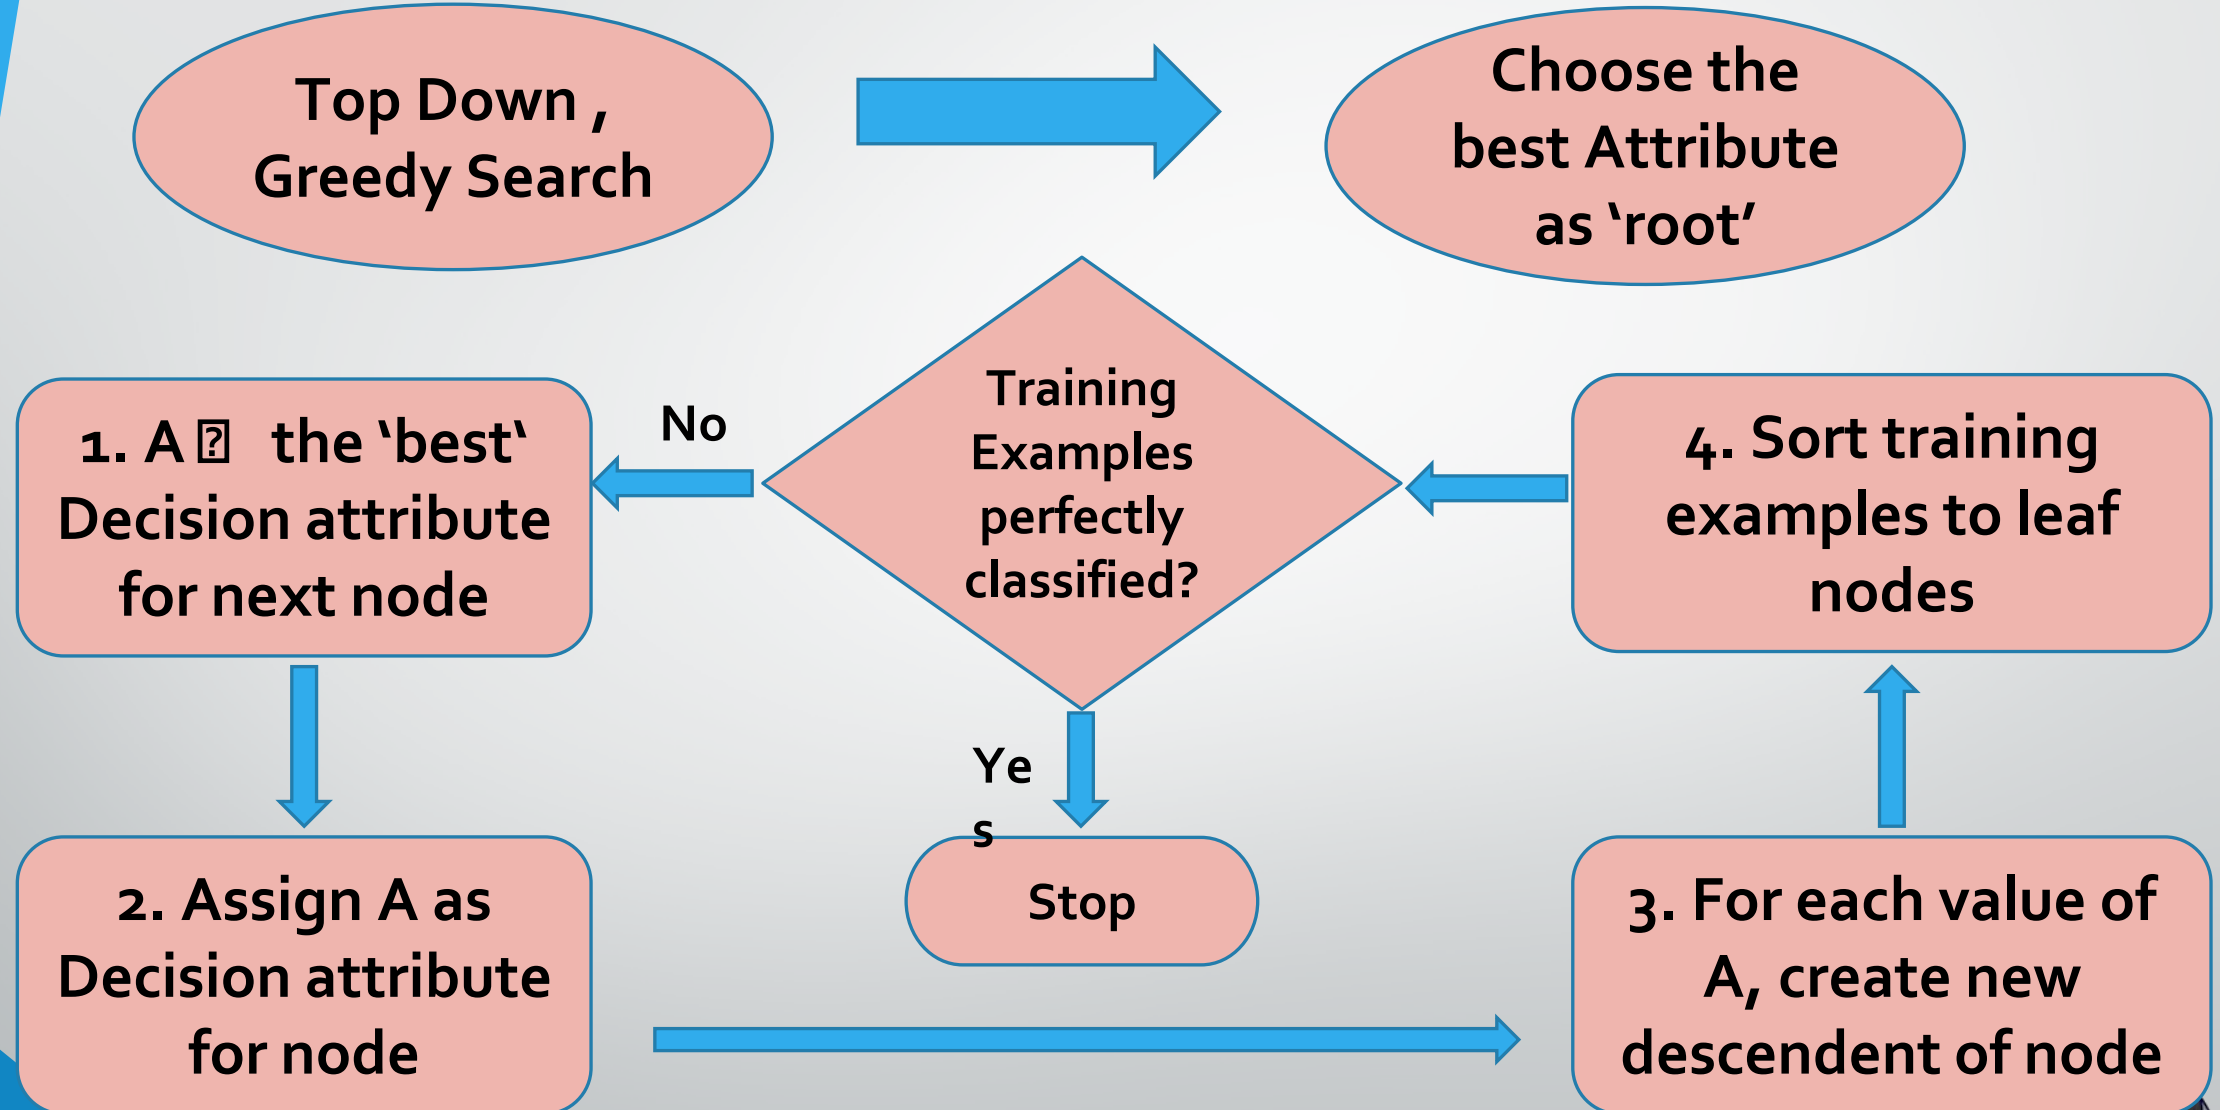 Top Down ,
Greedy Search
Choose the
best Attribute
as ‘root’
Training
Examples
perfectly
classified?
No
1. A ⍰ the ‘best‘
Decision attribute
for next node
4. Sort training
examples to leaf
nodes
Ye
s
Stop
2. Assign A as
Decision attribute
for node
3. For each value of
A, create new
descendent of node